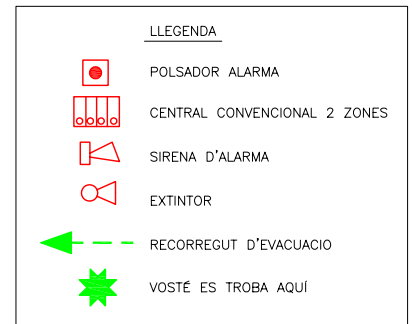 LLEGENDA
POLSADOR ALARMA
CENTRAL CONVENCIONAL 2 ZONES
SIRENA D'ALARMA
EXTINTOR
RECORREGUT D'EVACUACIO
VOSTÉ ES TROBA AQUÍ